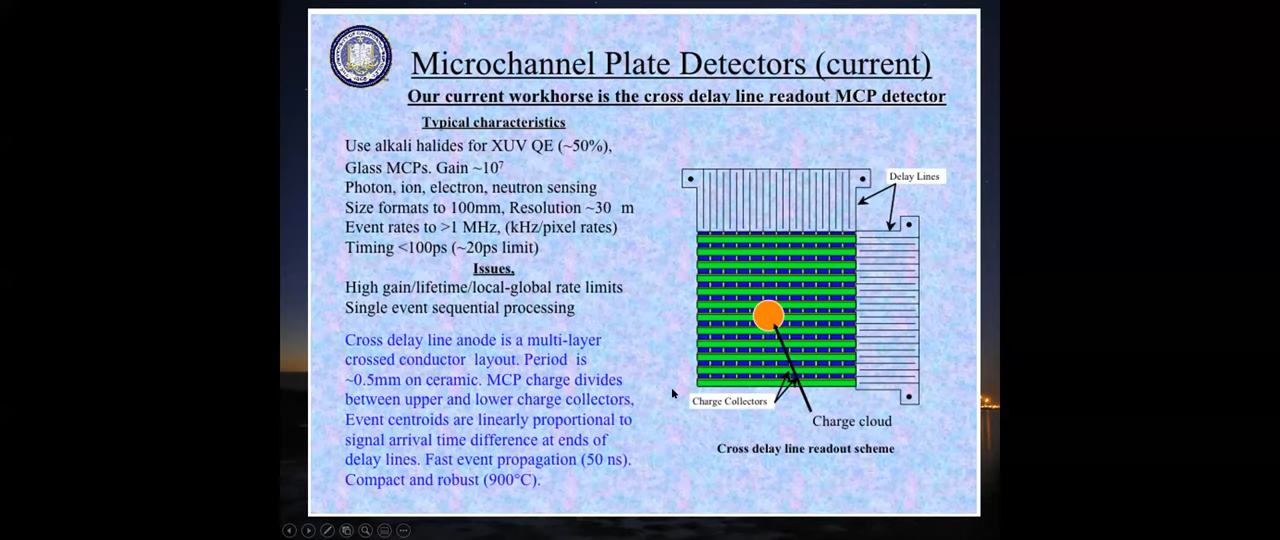 Microchannel Plate Detectors (current)
Our current workhorse is the cross delay line readout MCP detector
Typical characteristics
Use alkali halides for XUV QE (~50%),
Glass MCPs. Gain ~10⁷
Photon, ion, electron, neutron sensing
Size formats to 100mm, Resolution ~30 m
Event rates to >1 MHz, (kHz/pixel rates)
Timing <100ps (~20ps limit)
Issues,
High gain/lifetime/local-global rate limits
Single event sequential processing
Cross delay line anode is a multi-layer
crossed conductor layout. Period is
~0.5mm on ceramic. MCP charge divides
between upper and lower charge collectors,
Event centroids are linearly proportional to
signal arrival time difference at ends of
delay lines. Fast event propagation (50 ns).
Compact and robust (900°C).
Delay Lines
Charge Collectors
Charge cloud
Cross delay line readout scheme